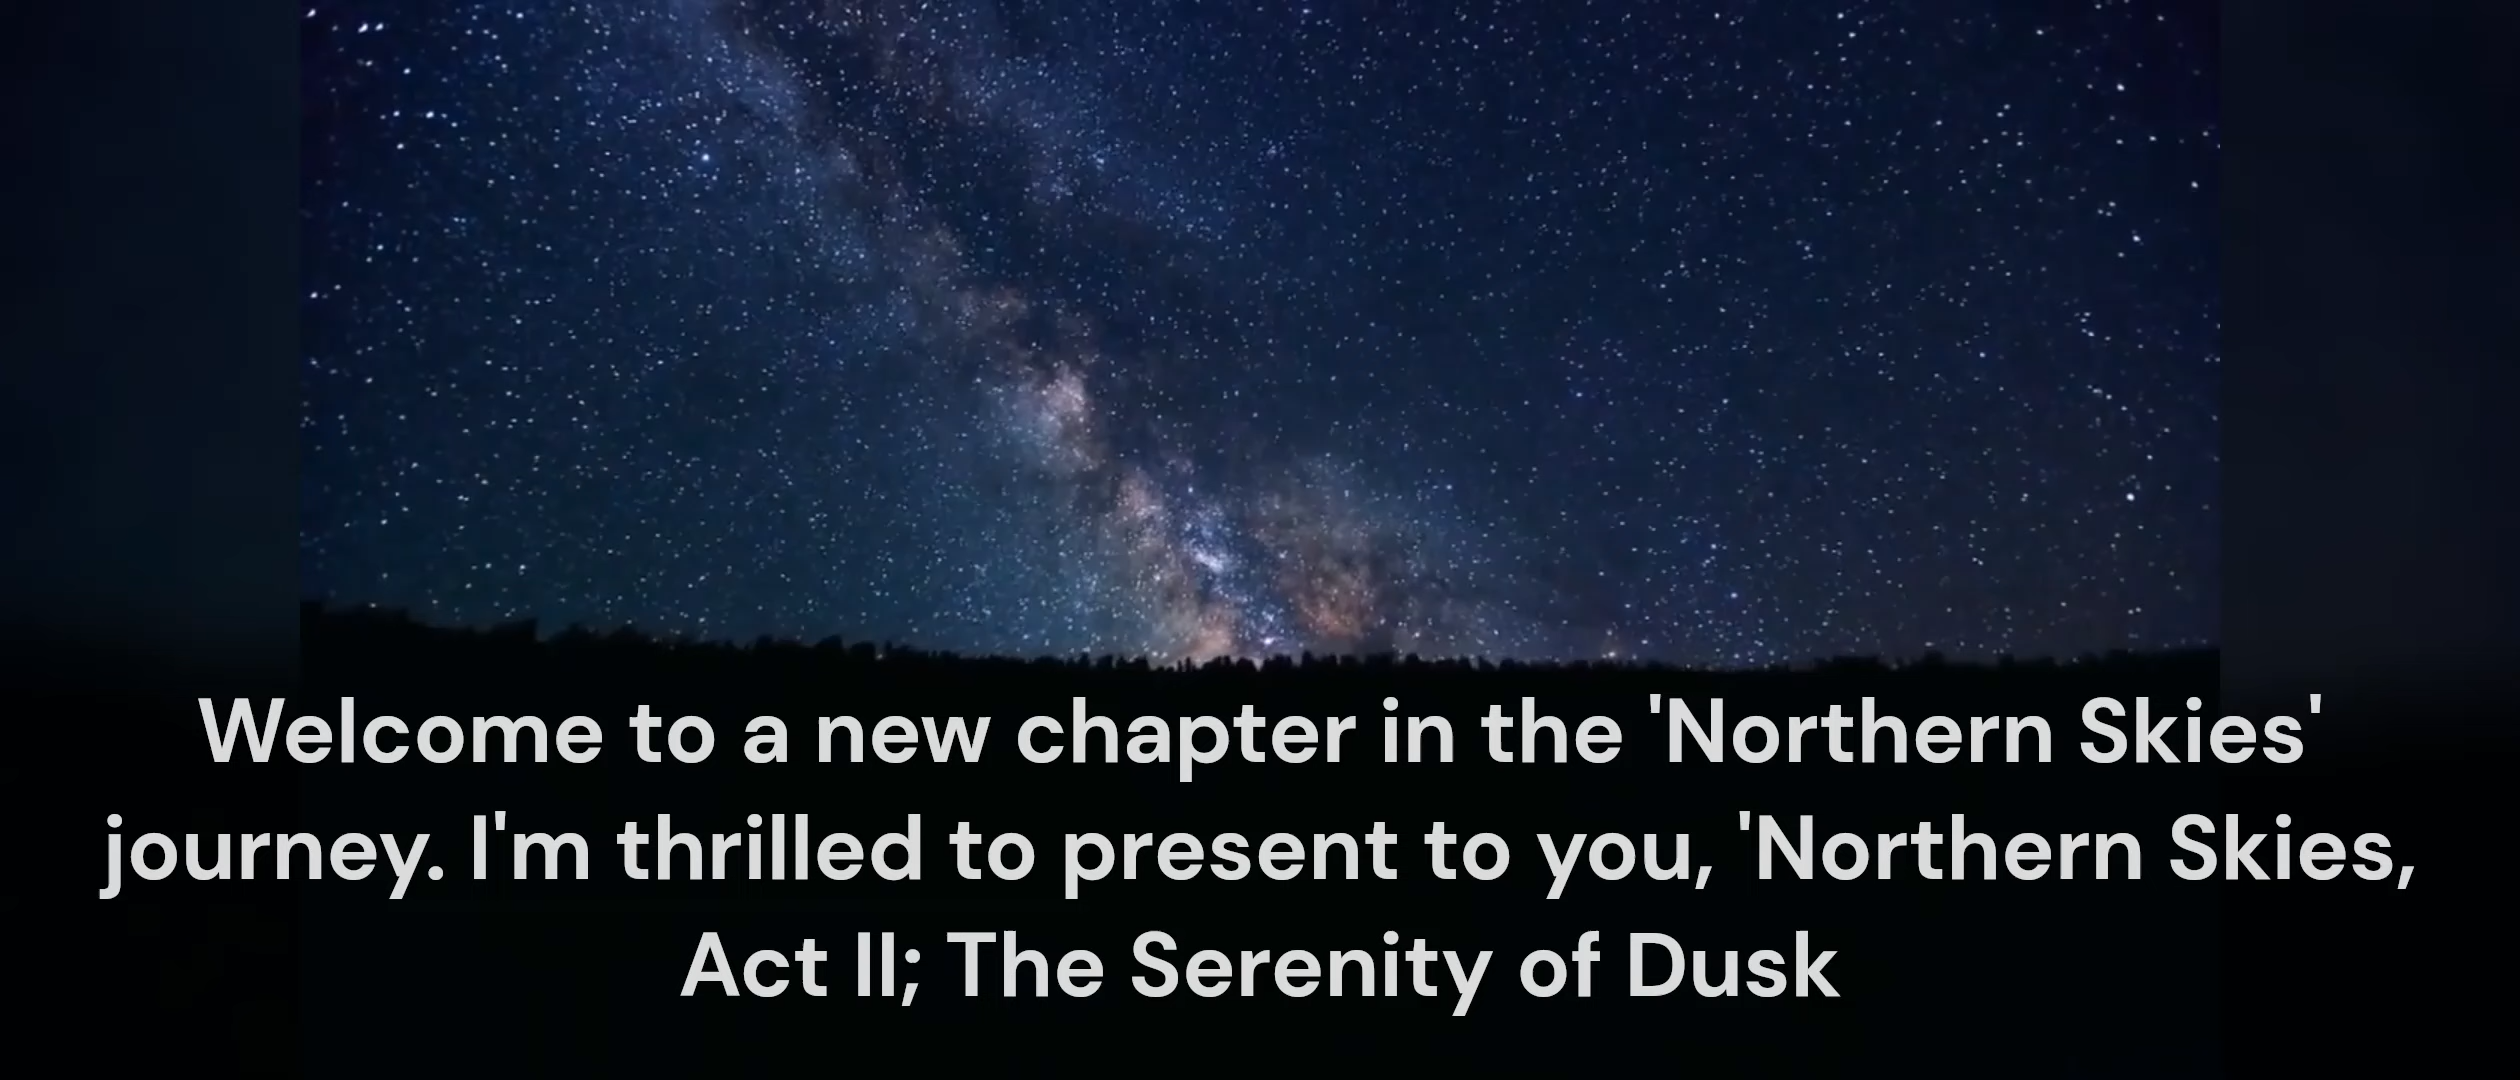 Welcome to a new chapter in the 'Northern Skies'
journey. I'm thrilled to present to you, 'Northern Skies,
Act II; The Serenity of Dusk